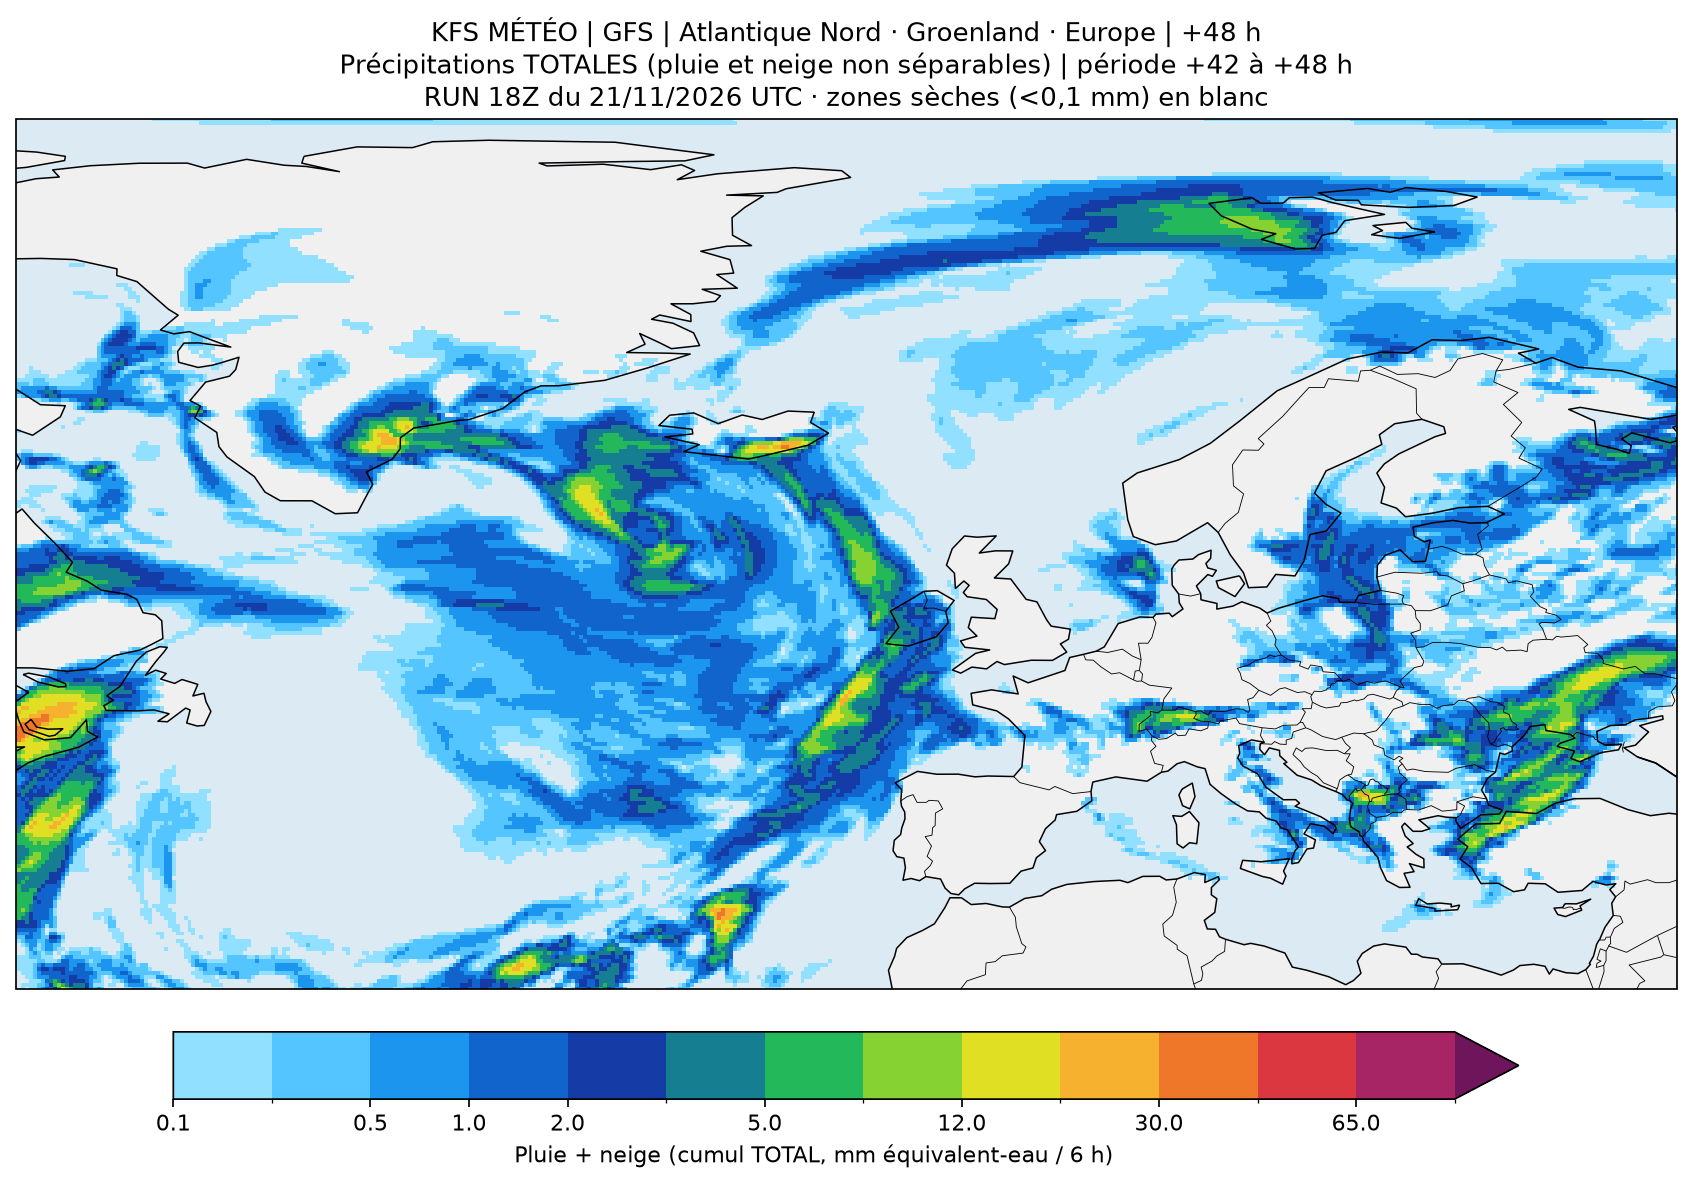 KFS MÉTÉO | GFS | Atlantique Nord · Groenland · Europe | +48 h
Précipitations TOTALES (pluie et neige non séparables) | période +42 à +48 h
RUN 18Z du 21/11/2026 UTC · zones sèches (<0,1 mm) en blanc
0.1 0.5 1.0 2.0 5.0 12.0 30.0 65.0
Pluie + neige (cumul TOTAL, mm équivalent-eau / 6 h)